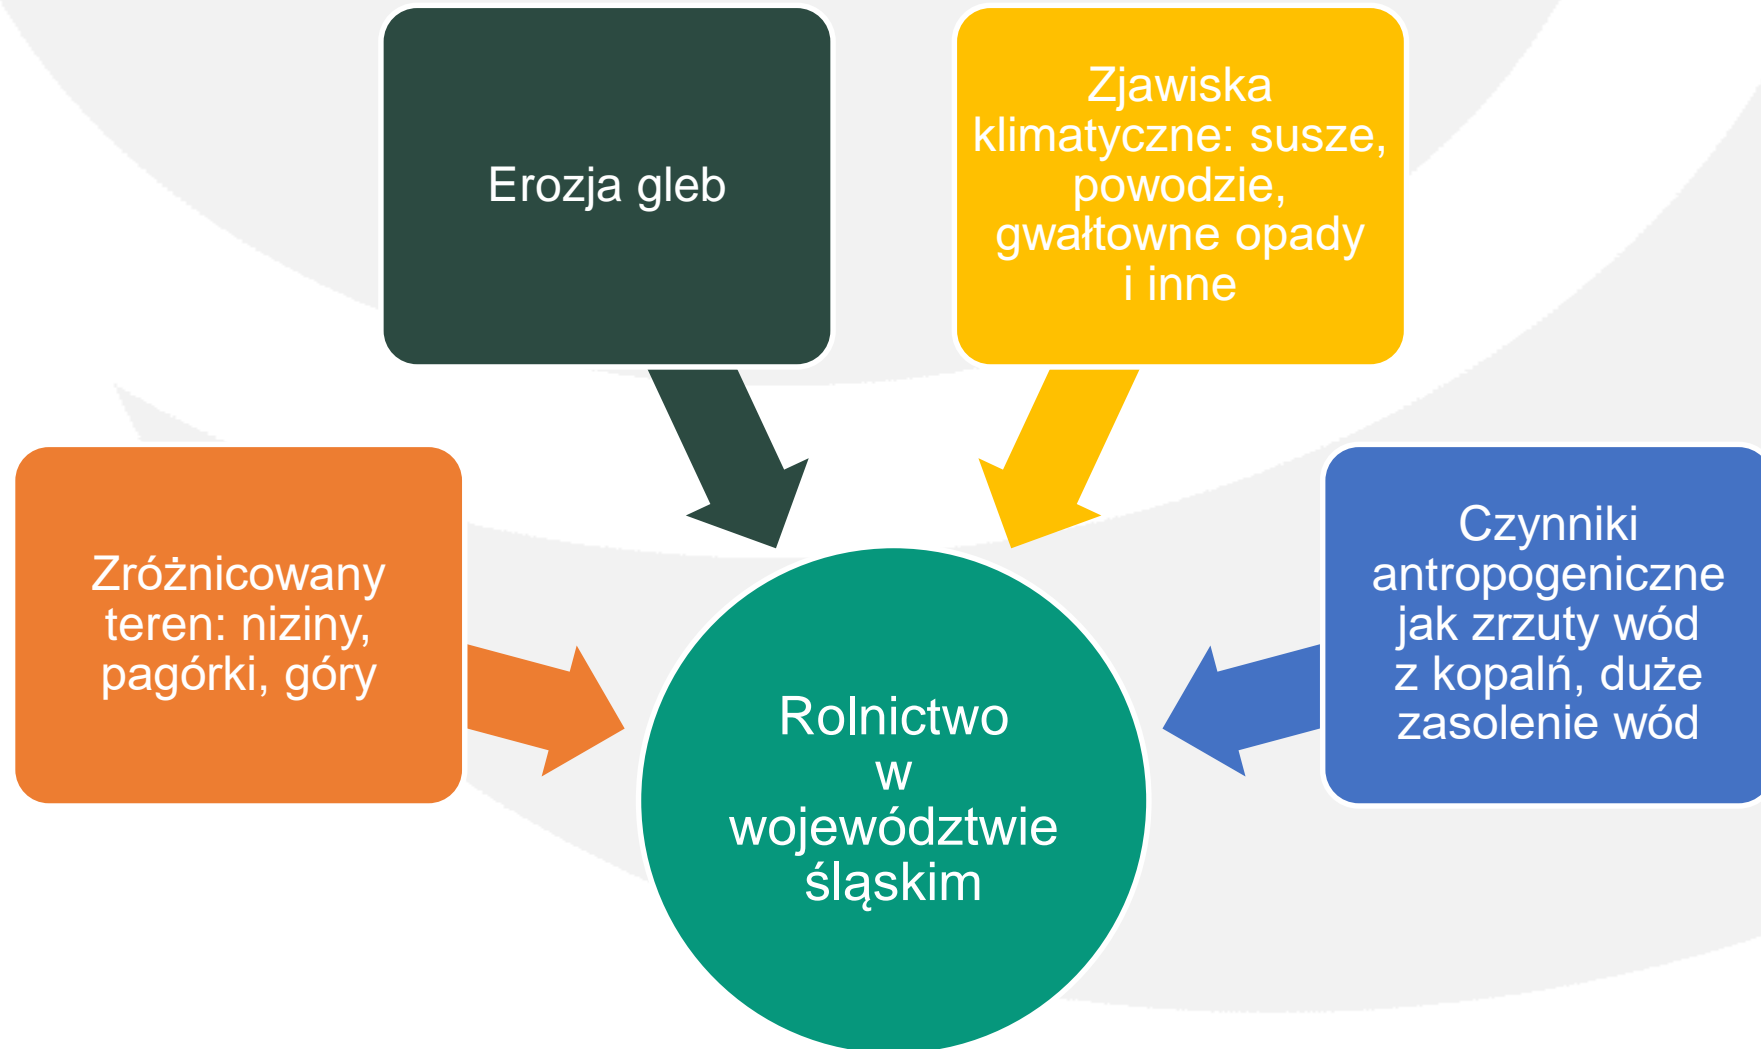 Erozja gleb
Zjawiska
klimatyczne: susze,
powodzie,
gwałtowne opady
i inne
Zróżnicowany
teren: niziny,
pagórki, góry
Czynniki
antropogeniczne
jak zrzuty wód
z kopalń, duże
zasolenie wód
Rolnictwo
w
województwie
śląskim